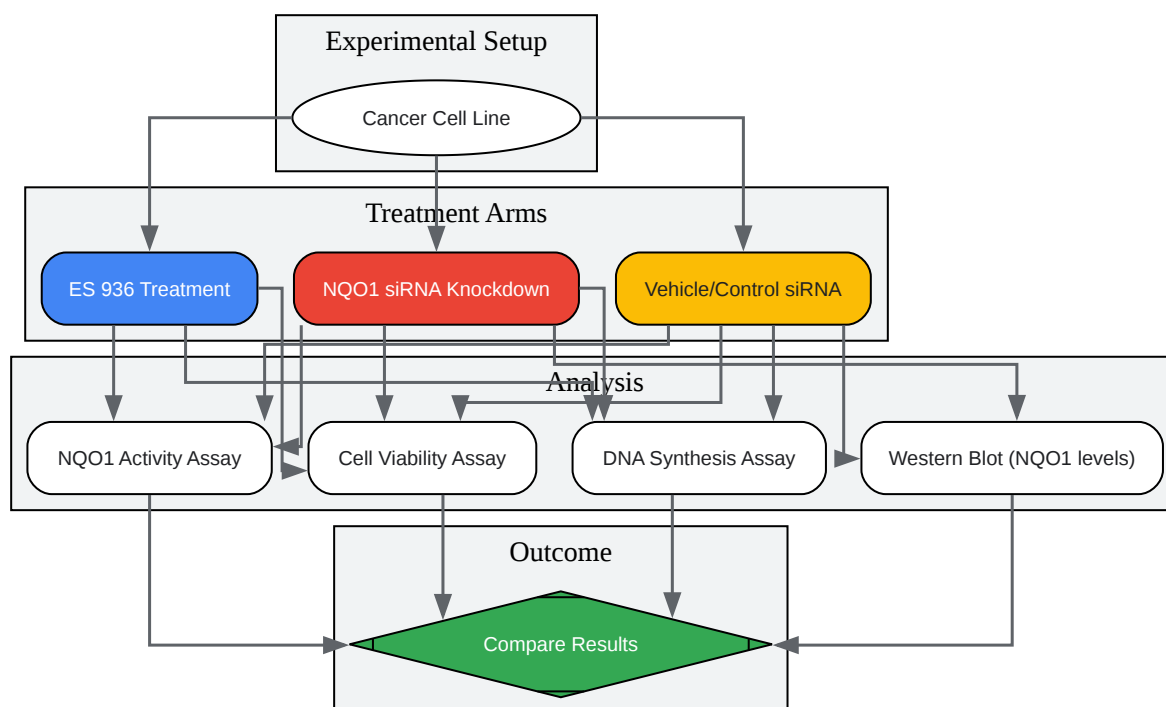 Experimental Setup
Cancer Cell Line
Treatment Arms
ES 936 Treatment
NQO1 siRNA Knockdown
Vehicle/Control siRNA
Analysis
NQO1 Activity Assay
Cell Viability Assay
DNA Synthesis Assay
Western Blot (NQO1 levels)
Outcome
Compare Results